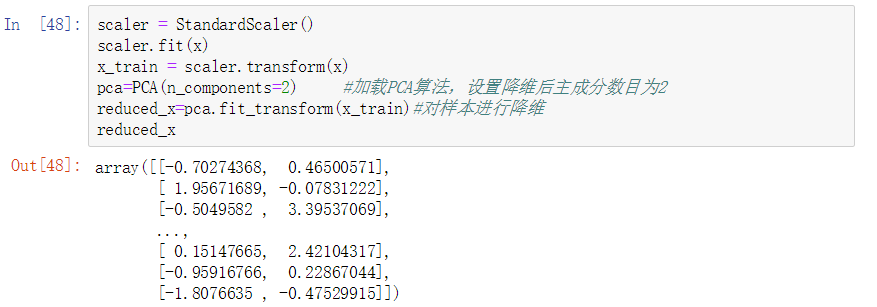 In [48]: scaler = StandardScaler()
scaler.fit(x)
x_train = scaler.transform(x)
pca=PCA(n_components=2)     #加载PCA算法，设置降维后主成分数目为2
reduced_x=pca.fit_transform(x_train)#对样本进行降维
reduced_x
Out[48]: array([[-0.70274368,  0.46500571],
[ 1.95671689, -0.07831222],
[-0.5049582 ,  3.39537069],
...,
[ 0.15147665,  2.42104317],
[-0.95916766,  0.22867044],
[-1.8076635 , -0.47529915]])